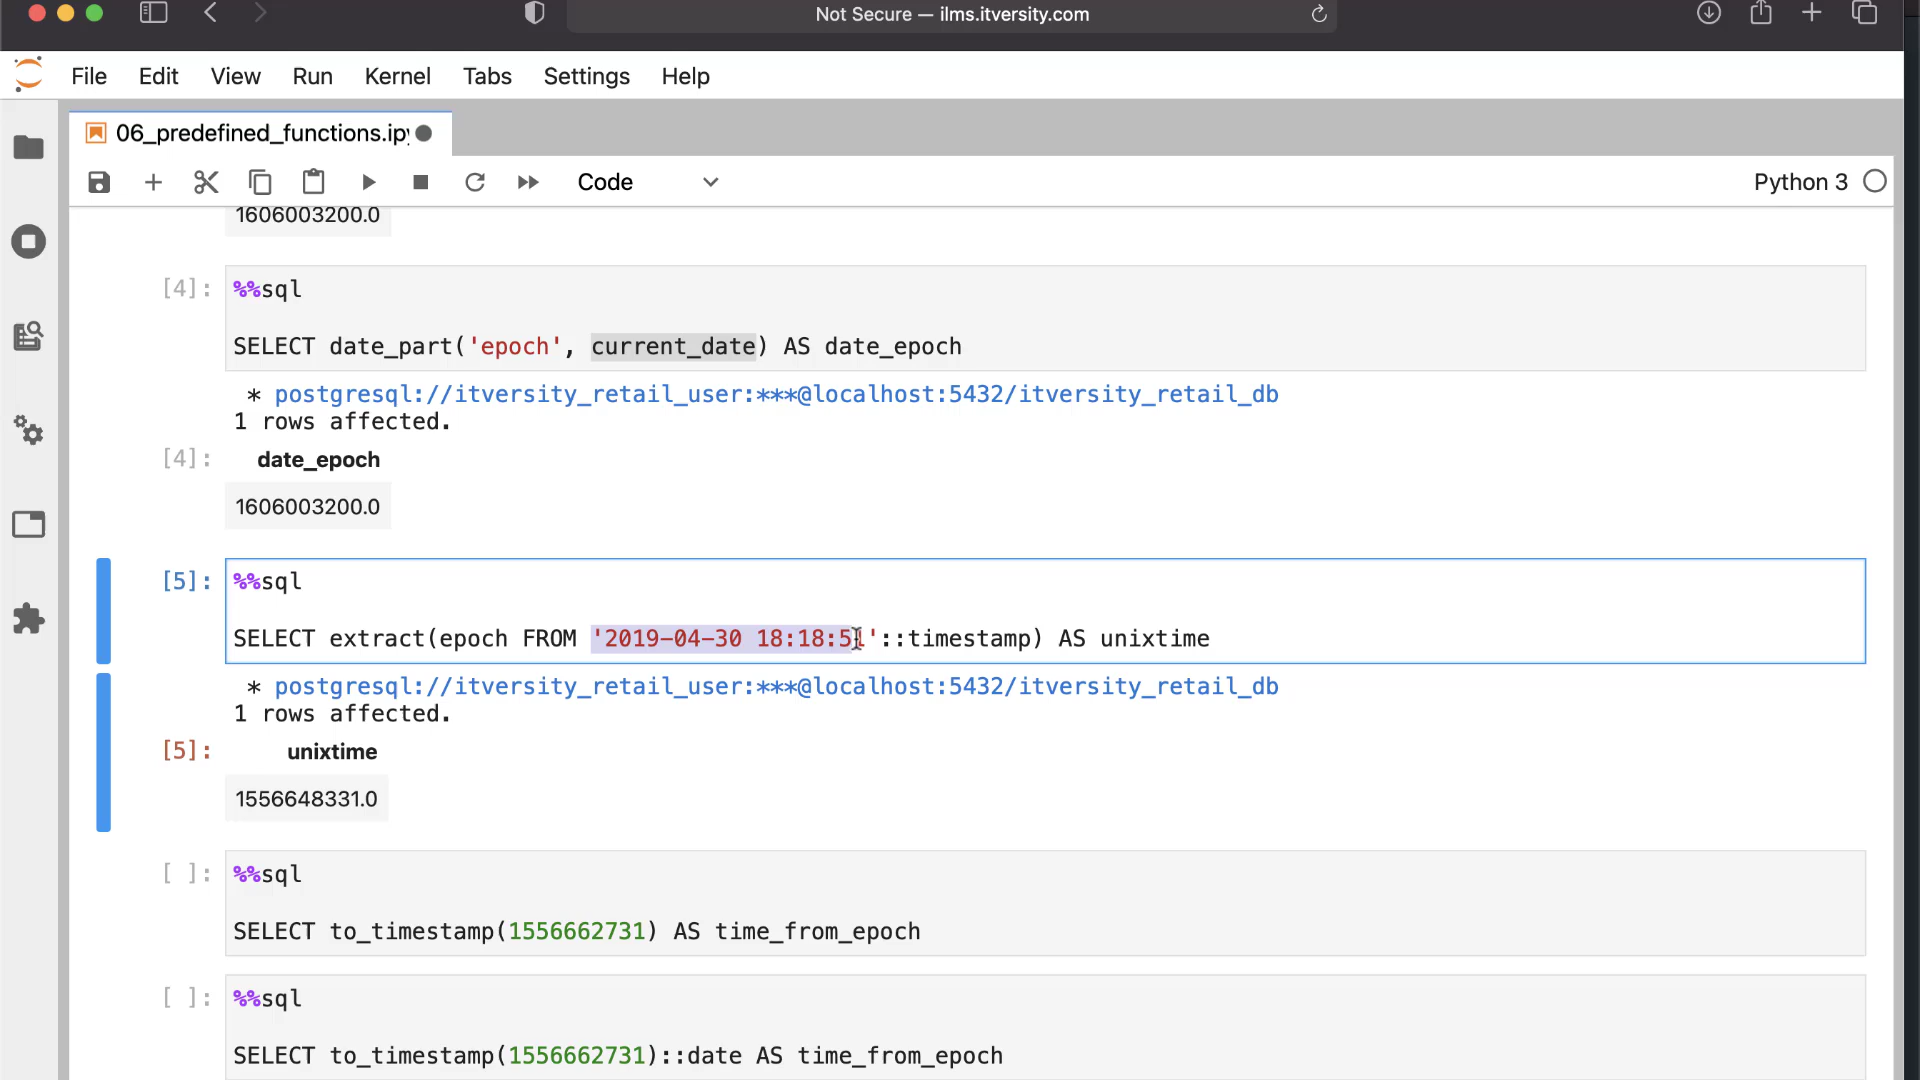 Not Secure — ilms.itversity.com
File Edit View Run Kernel Tabs Settings Help
06_predefined_functions.ipy
Code
Python 3
1606003200.0
[4]: %%sql
SELECT date_part('epoch', current_date) AS date_epoch
* postgresql://itversity_retail_user:***@localhost:5432/itversity_retail_db
1 rows affected.
[4]: date_epoch
1606003200.0
[5]: %%sql
SELECT extract(epoch FROM '2019-04-30 18:18:51'::timestamp) AS unixtime
* postgresql://itversity_retail_user:***@localhost:5432/itversity_retail_db
1 rows affected.
[5]: unixtime
1556648331.0
[ ]: %%sql
SELECT to_timestamp(1556662731) AS time_from_epoch
[ ]: %%sql
SELECT to_timestamp(1556662731)::date AS time_from_epoch